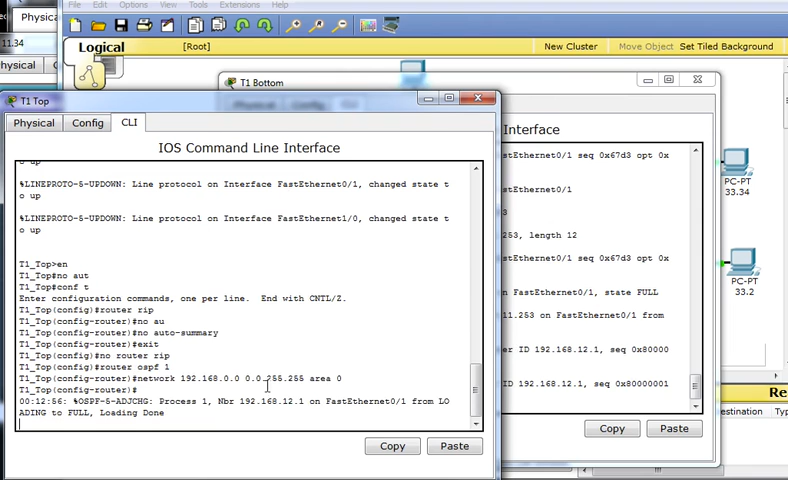 File Edit Options View Tools Extensions Help
Physical
11.34
Logical
[Root]
New Cluster
Move Object
Set Tiled Background
hysical
T1 Bottom
Physical
Config
CLI
T1 Top
Physical
Config
CLI
IOS Command Line Interface
Interface
o up
%LINEPROTO-5-UPDOWN: Line protocol on Interface FastEthernet0/1, changed state t
o up
%LINEPROTO-5-UPDOWN: Line protocol on Interface FastEthernet1/0, changed state t
o up
T1_Top>en
T1_Top#no aut
T1_Top#conf t
Enter configuration commands, one per line. End with CNTL/Z.
T1_Top(config)#router rip
T1_Top(config-router)#no au
T1_Top(config-router)#no auto-summary
T1_Top(config-router)#exit
T1_Top(config)#no router rip
T1_Top(config)#router ospf 1
T1_Top(config-router)#network 192.168.0.0 0.0.255.255 area 0
T1_Top(config-router)#
00:12:56: %OSPF-5-ADJCHG: Process 1, Nbr 192.168.12.1 on FastEthernet0/1 from LO
ADING to FULL, Loading Done
Copy
Paste
stEthernet0/1 seq 0x67d3 opt 0x
stEthernet0/1
3
253, length 12
stEthernet0/1 seq 0x67d3 opt 0x
n FastEthernet0/1, state FULL
11.253 on FastEthernet0/1 from
er ID 192.168.12.1, seq 0x80000
er ID 192.168.12.1, seq 0x80000001
Copy
Paste
PC-PT
33.34
PC-PT
33.2
Re
estination
Type